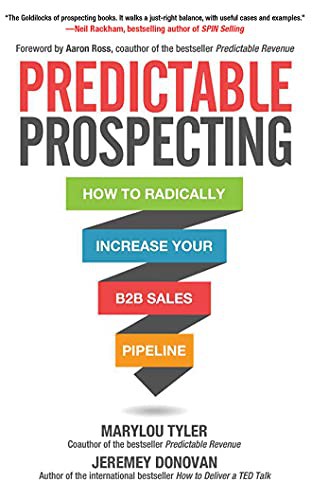 "The Goldilocks of prospecting books. It walks a just-right balance, with useful cases and examples."
—Neil Rackham, bestselling author of SPIN Selling
Foreword by Aaron Ross, coauthor of the bestseller Predictable Revenue
PREDICTABLE
PROSPECTING
HOW TO RADICALLY
INCREASE YOUR
B2B SALES
PIPELINE
MARYLOU TYLER
Coauthor of the bestseller Predictable Revenue
JEREMEY DONOVAN
Author of the international bestseller How to Deliver a TED Talk